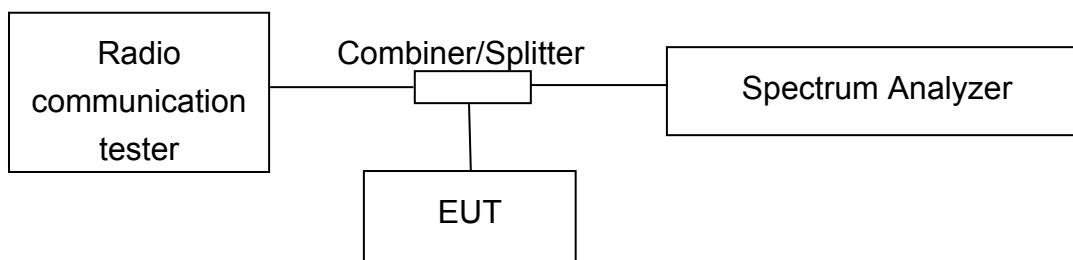 Radio
communication
tester
Combiner/Splitter
Spectrum Analyzer
EUT